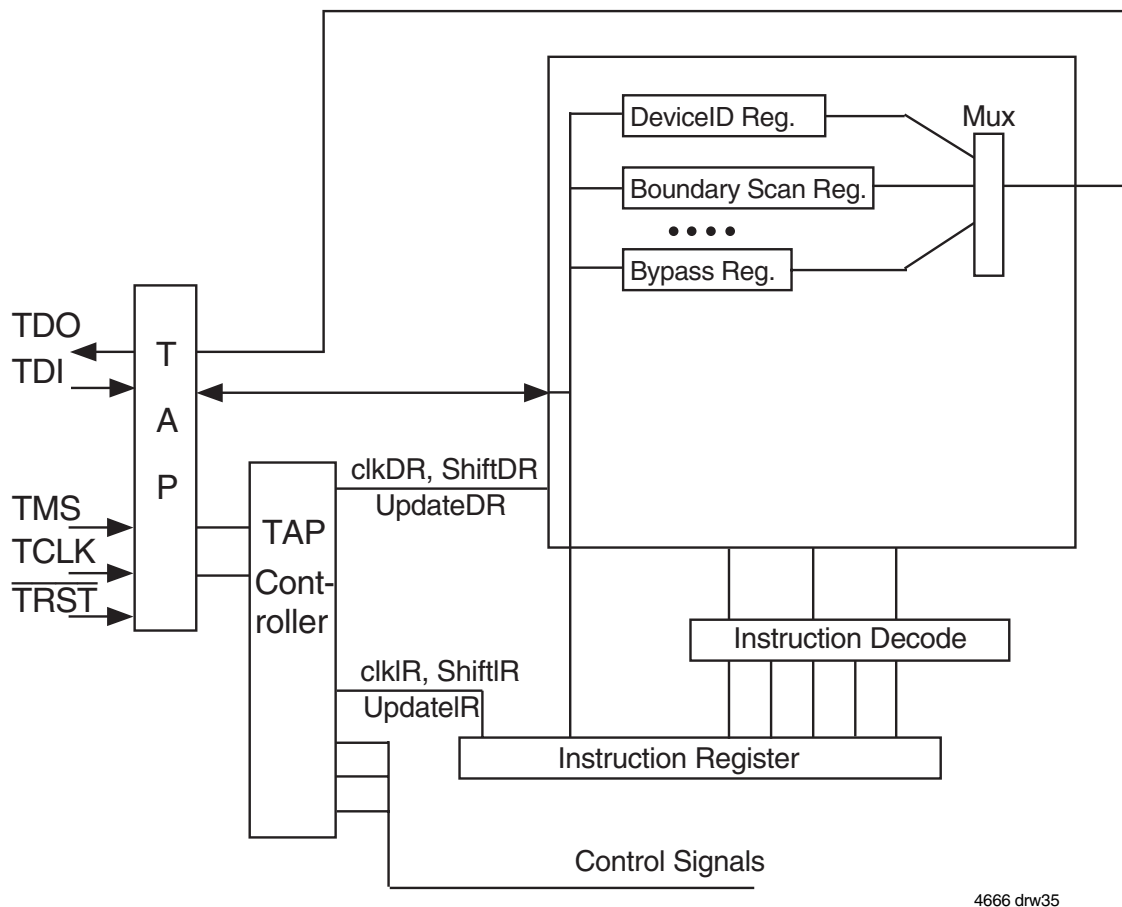 DeviceID Reg.
Mux
Boundary Scan Reg.
Bypass Reg.
TDO
TDI
T
A
P
TMS
TCLK
TRST
TAP
Cont-
roller
clkDR, ShiftDR
UpdateDR
Instruction Decode
clkIR, ShiftIR
UpdateIR
Instruction Register
Control Signals
4666 drw35